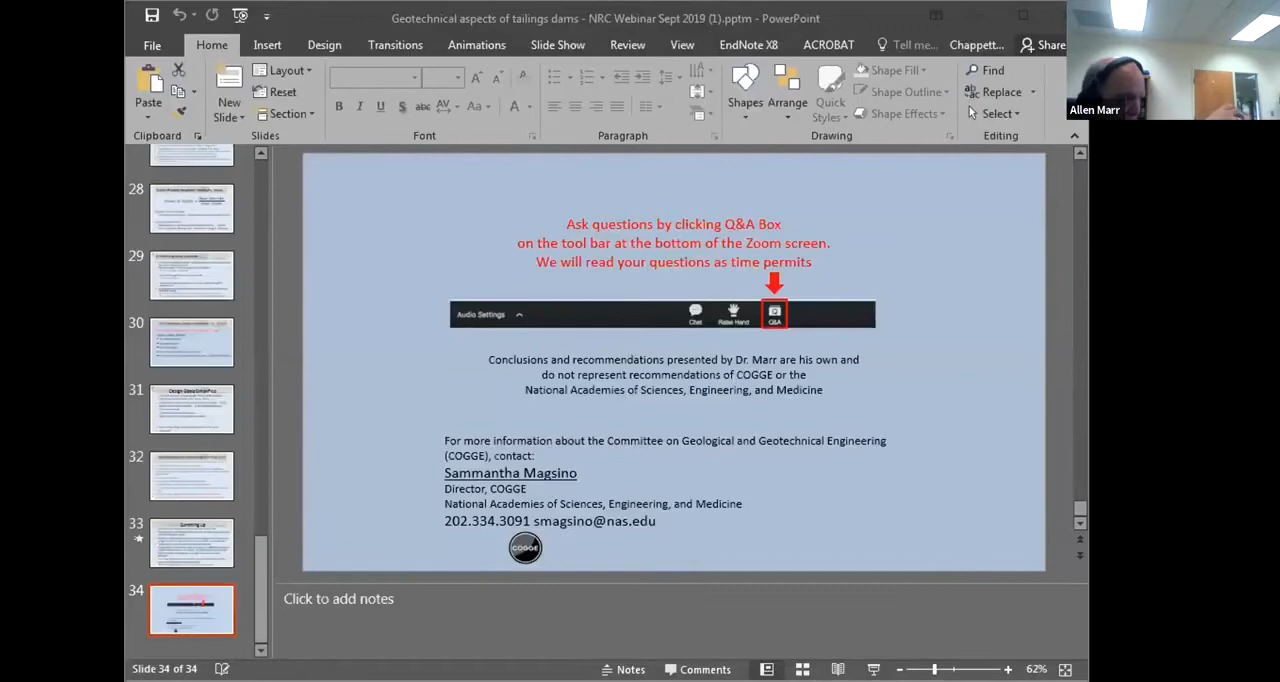 Geotechnical aspects of tailings dams - NRC Webinar Sept 2019 (1).pptm - PowerPoint
File Home Insert Design Transitions Animations Slide Show Review View EndNote X8 ACROBAT Tell me... Chappett... Share
Paste
New
Slide
Layout
Reset
Section
B I U S abc AV Aa A
Shapes
Arrange
Quick
Styles
Shape Fill
Shape Outline
Shape Effects
Find
Replace
Select
Clipboard Slides Font Paragraph Drawing Editing
Allen Marr
28
29
30
31
32
33
Summing Up
34
Ask questions by clicking Q&A Box
on the tool bar at the bottom of the Zoom screen.
We will read your questions as time permits
Audio Settings Chat Raise Hand Q&A
Conclusions and recommendations presented by Dr. Marr are his own and
do not represent recommendations of COGGE or the
National Academies of Sciences, Engineering, and Medicine
For more information about the Committee on Geological and Geotechnical Engineering
(COGGE), contact:
Sammantha Magsino
Director, COGGE
National Academies of Sciences, Engineering, and Medicine
202.334.3091 smagsino@nas.edu
COGGE
Click to add notes
Slide 34 of 34 Notes Comments 62%